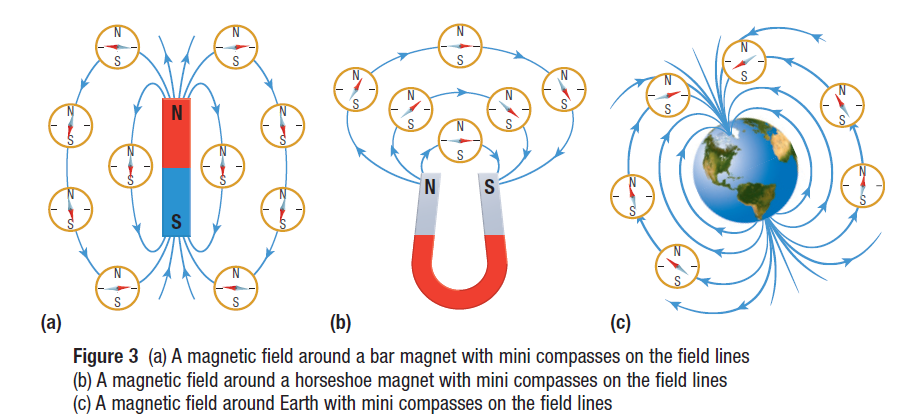 N N
S S
N N
S S
N
N N
S S
N N
S S
S
N N
S S
(a)
N
S
N N
S S
N N
S S
N
S
N S
(b)
N
S
N
S
N
S
N
S
N
S
N
S
(c)
Figure 3 (a) A magnetic field around a bar magnet with mini compasses on the field lines
(b) A magnetic field around a horseshoe magnet with mini compasses on the field lines
(c) A magnetic field around Earth with mini compasses on the field lines